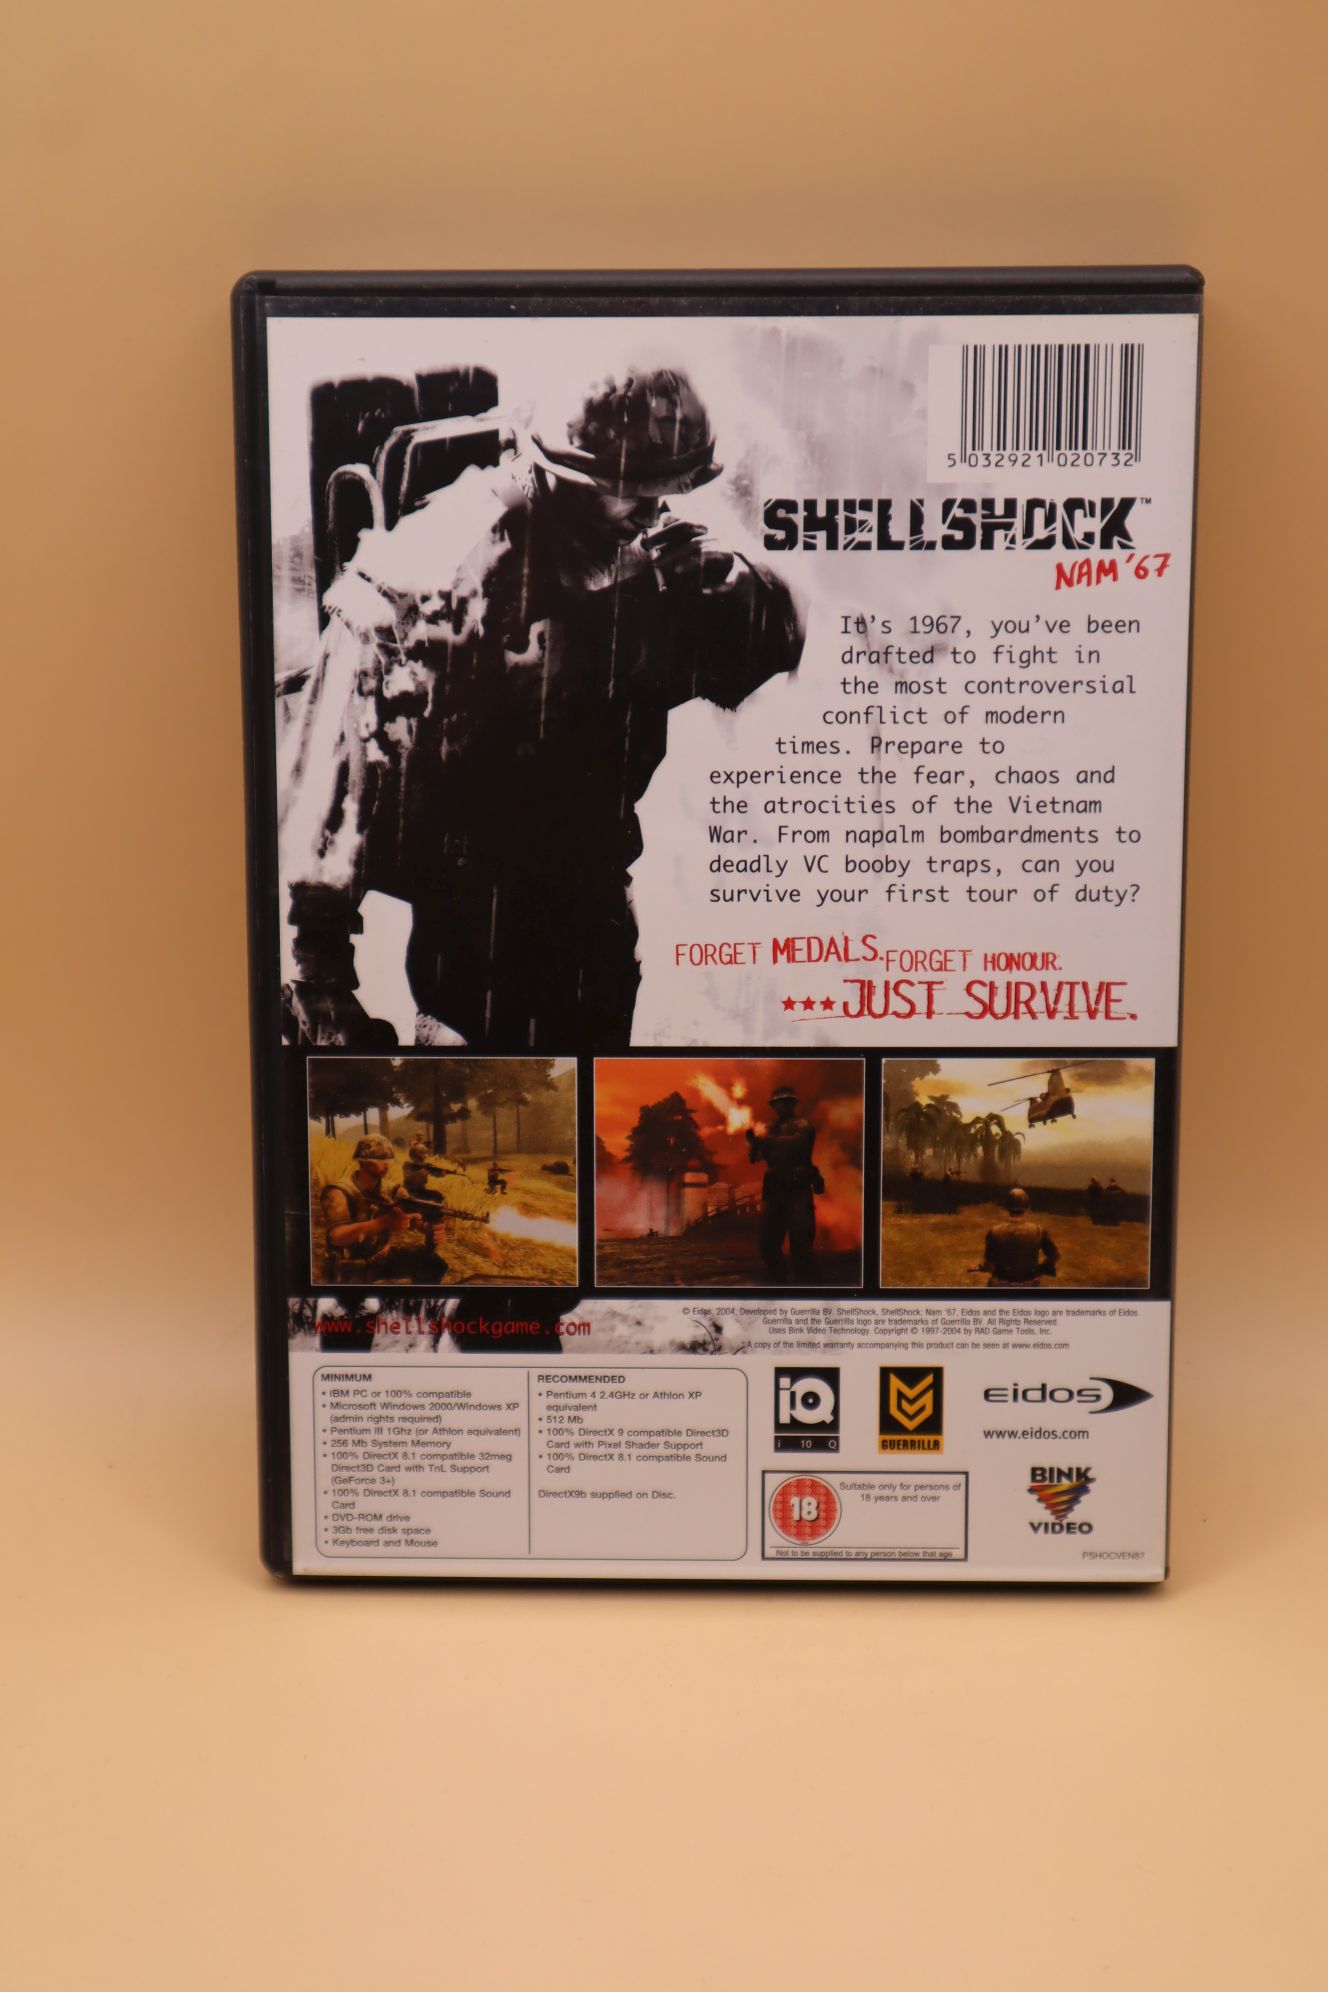 5 032921 020732
SHELLSHOCK™
NAM '67
It's 1967, you've been
drafted to fight in
the most controversial
conflict of modern
times. Prepare to
experience the fear, chaos and
the atrocities of the Vietnam
War. From napalm bombardments to
deadly VC booby traps, can you
survive your first tour of duty?
FORGET MEDALS. FORGET HONOUR.
...JUST SURVIVE.
www.shellshockgame.com
© Eidos, 2004. Developed by Guerrilla BV. ShellShock, ShellShock: Nam '67, Eidos and the Eidos logo are trademarks of Eidos.
Guerrilla and the Guerrilla logo are trademarks of Guerrilla BV. All Rights Reserved.
Uses Bink Video Technology. Copyright © 1997-2004 by RAD Game Tools, Inc.
A copy of the limited warranty accompanying this product can be seen at www.eidos.com
MINIMUM
• IBM PC or 100% compatible
• Microsoft Windows 2000/Windows XP
(admin rights required)
• Pentium III 1Ghz (or Athlon equivalent)
• 256 Mb System Memory
• 100% DirectX 8.1 compatible 32meg
Direct3D Card with TnL Support
(GeForce 3+)
• 100% DirectX 8.1 compatible Sound
Card
• DVD-ROM drive
• 3Gb free disk space
• Keyboard and Mouse
RECOMMENDED
• Pentium 4 2.4GHz or Athlon XP
equivalent
• 512 Mb
• 100% DirectX 9 compatible Direct3D
Card with Pixel Shader Support
• 100% DirectX 8.1 compatible Sound
Card
DirectX9b supplied on Disc.
iQ
i 10 Q
GUERRILLA
eidos
www.eidos.com
18
Suitable only for persons of
18 years and over
Not to be supplied to any person below that age
BINK
VIDEO
PSHOCVEN87